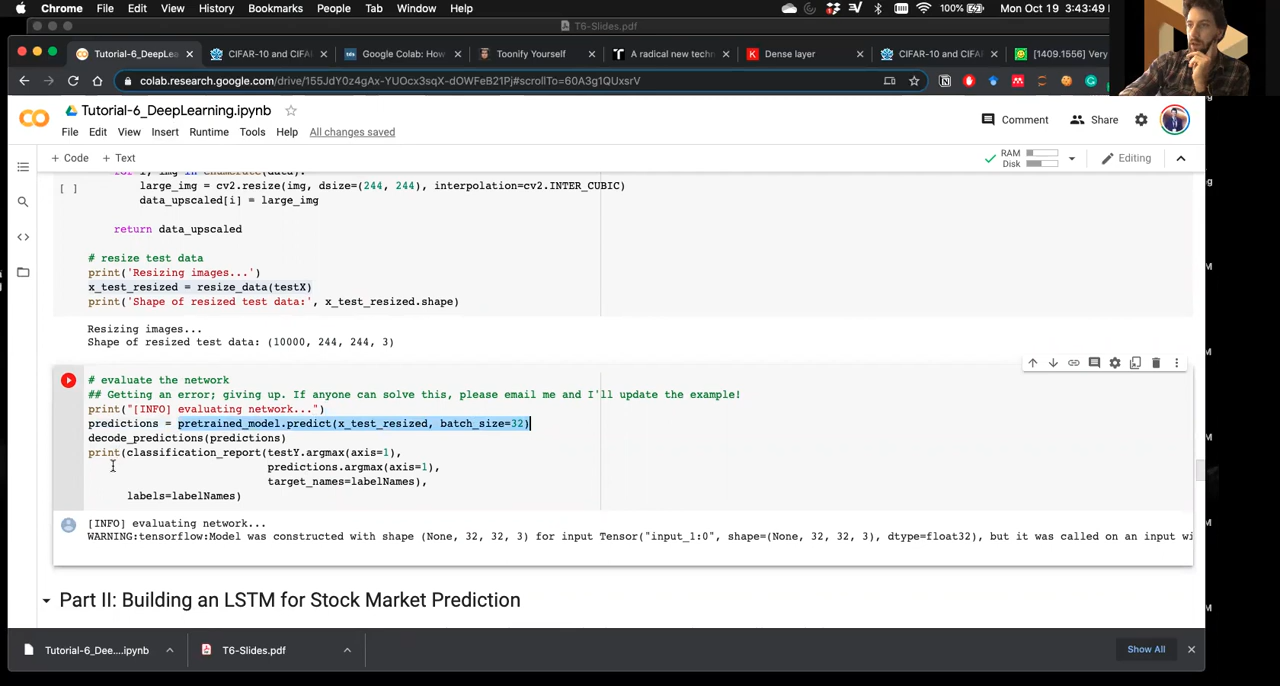 Chrome File Edit View History Bookmarks People Tab Window Help 100% Mon Oct 19 3:43:49
T6-Slides.pdf
Tutorial-6_DeepLea × CIFAR-10 and CIFA × Google Colab: How × Toonify Yourself × A radical new techn × Dense layer × CIFAR-10 and CIFA × [1409.1556] Very
colab.research.google.com/drive/155JdY0z4gAx-YUOcx3sqX-dOWFeB21Pj#scrollTo=60A3g1QUxsrV
Tutorial-6_DeepLearning.ipynb
Comment Share
File Edit View Insert Runtime Tools Help All changes saved
+ Code + Text RAM Disk Editing
for i, img in enumerate(data):
[ ] large_img = cv2.resize(img, dsize=(244, 244), interpolation=cv2.INTER_CUBIC)
data_upscaled[i] = large_img
return data_upscaled
# resize test data
print('Resizing images...')
x_test_resized = resize_data(testX)
print('Shape of resized test data:', x_test_resized.shape)
Resizing images...
Shape of resized test data: (10000, 244, 244, 3)
# evaluate the network
## Getting an error; giving up. If anyone can solve this, please email me and I'll update the example!
print("[INFO] evaluating network...")
predictions = pretrained_model.predict(x_test_resized, batch_size=32)
decode_predictions(predictions)
print(classification_report(testY.argmax(axis=1),
predictions.argmax(axis=1),
target_names=labelNames),
labels=labelNames)
[INFO] evaluating network...
WARNING:tensorflow:Model was constructed with shape (None, 32, 32, 3) for input Tensor("input_1:0", shape=(None, 32, 32, 3), dtype=float32), but it was called on an input wi
Part II: Building an LSTM for Stock Market Prediction
Tutorial-6_Dee....ipynb T6-Slides.pdf Show All